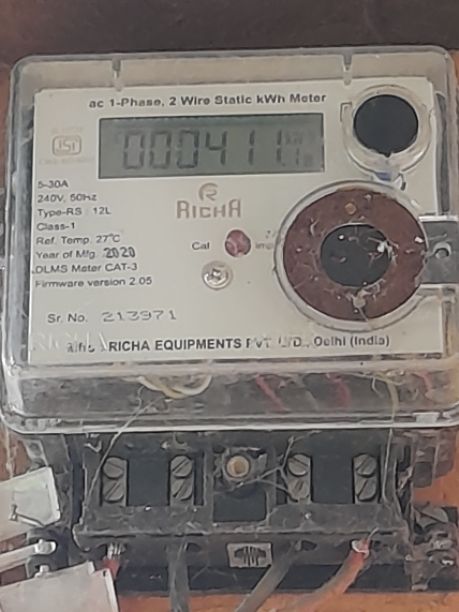 ac 1-Phase, 2 Wire Static kWh Meter
ISI
5-30A
240V, 50Hz
Type-RS : 12L
Class-1
Ref. Temp. 27°C
Year of Mfg. 2020
DLMS Meter CAT-3
Firmware version 2.05
RICHA
Cal
Sr. No. 213971
RICHA EQUIPMENTS PVT. LTD., Delhi (India)